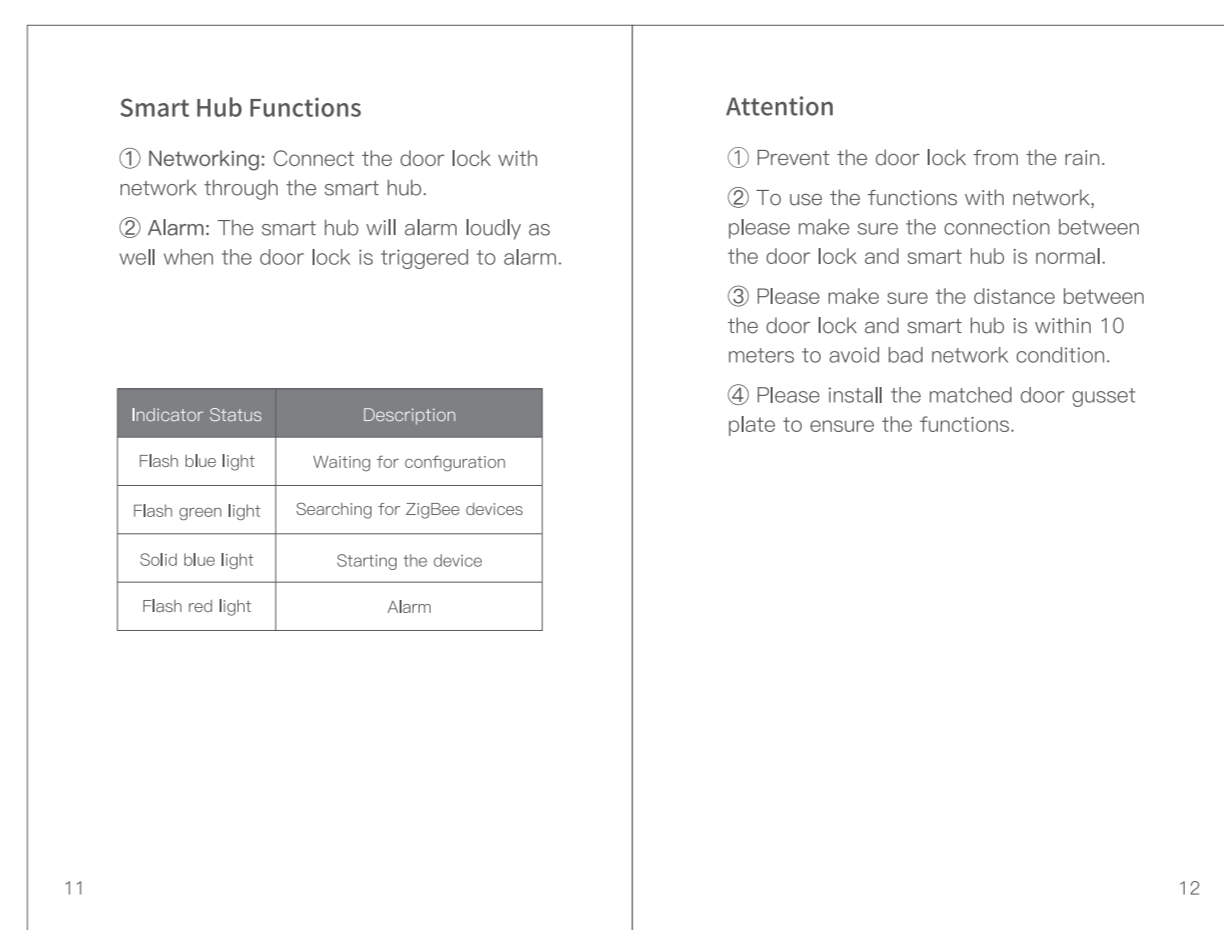 Smart Hub Functions
① Networking: Connect the door lock with
network through the smart hub.
② Alarm: The smart hub will alarm loudly as
well when the door lock is triggered to alarm.
Indicator Status Description
Flash blue light Waiting for configuration
Flash green light Searching for ZigBee devices
Solid blue light Starting the device
Flash red light Alarm
11
Attention
① Prevent the door lock from the rain.
② To use the functions with network,
please make sure the connection between
the door lock and smart hub is normal.
③ Please make sure the distance between
the door lock and smart hub is within 10
meters to avoid bad network condition.
④ Please install the matched door gusset
plate to ensure the functions.
12